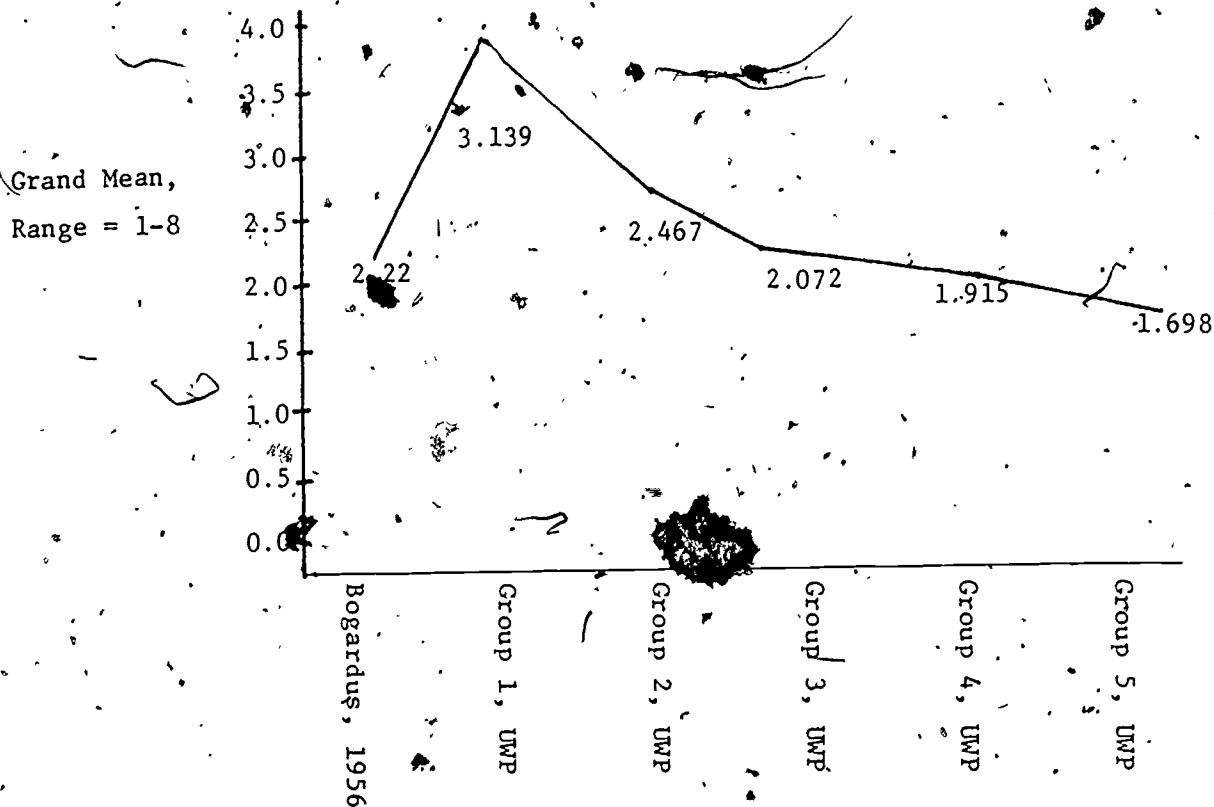 4.0
3.5
3.0
Grand Mean,
Range = 1-8
2.5
2.0
1.5
1.0
0.5
0.0
2.22
3.139
2.467
2.072
1.915
1.698
Bogardus, 1956
Group 1, UWP
Group 2, UWP
Group 3, UWP
Group 4, UWP
Group 5, UWP